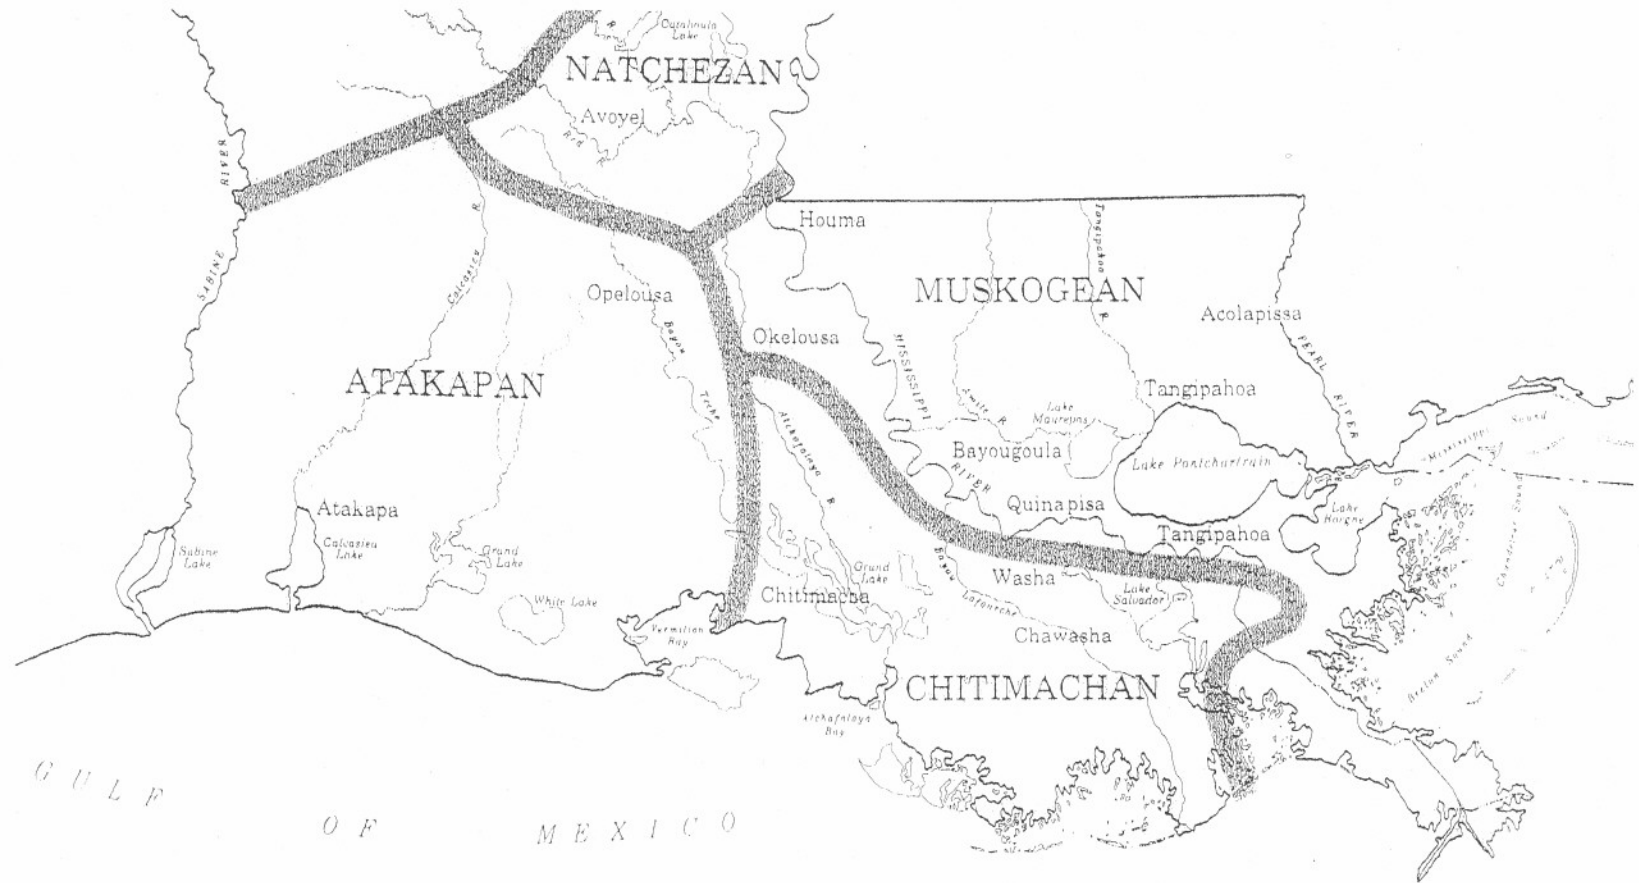 Catahoula
Lake
R
NATCHEZAN
Avoyel
Red
R
RIVER
SABINE
R
Calcasieu
Houma
Tangipahoa
R
MUSKOGEAN
Opelousa
Acolapissa
Bayou
Teche
Okelousa
MISSISSIPPI
RIVER
PEARL
RIVER
ATAKAPAN
Tangipahoa
Amite
R
Lake
Maurepas
Atchafalaya
R
Bayougoula
Lake Pontchartrain
Mississippi
Sound
Atakapa
Quinapisa
Lake
Borgne
Chandeleur Sound
Tangipahoa
Sabine
Lake
Calcasieu
Lake
Grand
Lake
Grand
Lake
Bayou
Lafourche
Washa
Lake
Salvador
White Lake
Chitimacha
Vermilion
Bay
Chawasha
Breton Sound
CHITIMACHAN
Atchafalaya
Bay
GULF
OF
MEXICO